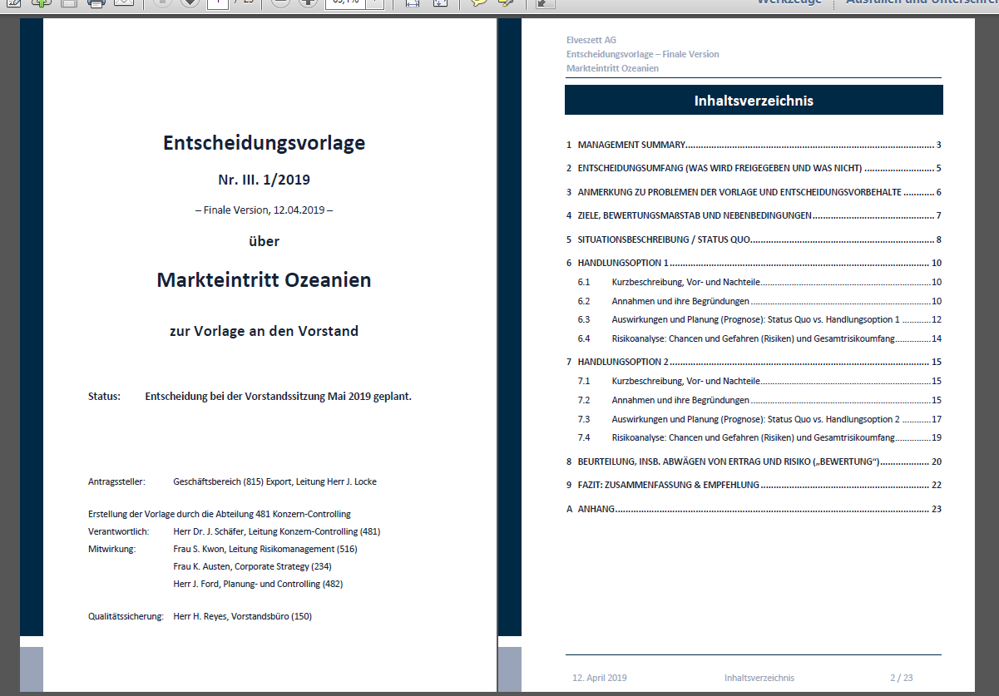 Werkzeuge
Ausfüllen und Unterschre
Entscheidungsvorlage
Nr. III. 1/2019
– Finale Version, 12.04.2019 –
über
Markteintritt Ozeanien
zur Vorlage an den Vorstand
Status: Entscheidung bei der Vorstandssitzung Mai 2019 geplant.
Antragssteller: Geschäftsbereich (815) Export, Leitung Herr J. Locke
Erstellung der Vorlage durch die Abteilung 481 Konzern-Controlling
Verantwortlich: Herr Dr. J. Schäfer, Leitung Konzern-Controlling (481)
Mitwirkung: Frau S. Kwon, Leitung Risikomanagement (516)
Frau K. Austen, Corporate Strategy (234)
Herr J. Ford, Planung- und Controlling (482)
Qualitätssicherung: Herr H. Reyes, Vorstandsbüro (150)
Elveszett AG
Entscheidungsvorlage – Finale Version
Markteintritt Ozeanien
Inhaltsverzeichnis
1 MANAGEMENT SUMMARY 3
2 ENTSCHEIDUNGSUMFANG (WAS WIRD FREIGEGEBEN UND WAS NICHT) 5
3 ANMERKUNG ZU PROBLEMEN DER VORLAGE UND ENTSCHEIDUNGSVORBEHALTE 6
4 ZIELE, BEWERTUNGSMAßSTAB UND NEBENBEDINGUNGEN 7
5 SITUATIONSBESCHREIBUNG / STATUS QUO 8
6 HANDLUNGSOPTION 1 10
6.1 Kurzbeschreibung, Vor- und Nachteile 10
6.2 Annahmen und ihre Begründungen 10
6.3 Auswirkungen und Planung (Prognose): Status Quo vs. Handlungsoption 1 12
6.4 Risikoanalyse: Chancen und Gefahren (Risiken) und Gesamtrisikoumfang 14
7 HANDLUNGSOPTION 2 15
7.1 Kurzbeschreibung, Vor- und Nachteile 15
7.2 Annahmen und ihre Begründungen 15
7.3 Auswirkungen und Planung (Prognose): Status Quo vs. Handlungsoption 2 17
7.4 Risikoanalyse: Chancen und Gefahren (Risiken) und Gesamtrisikoumfang 19
8 BEURTEILUNG, INSB. ABWÄGEN VON ERTRAG UND RISIKO („BEWERTUNG“) 20
9 FAZIT: ZUSAMMENFASSUNG & EMPFEHLUNG 22
A ANHANG 23
12. April 2019 Inhaltsverzeichnis 2 / 23